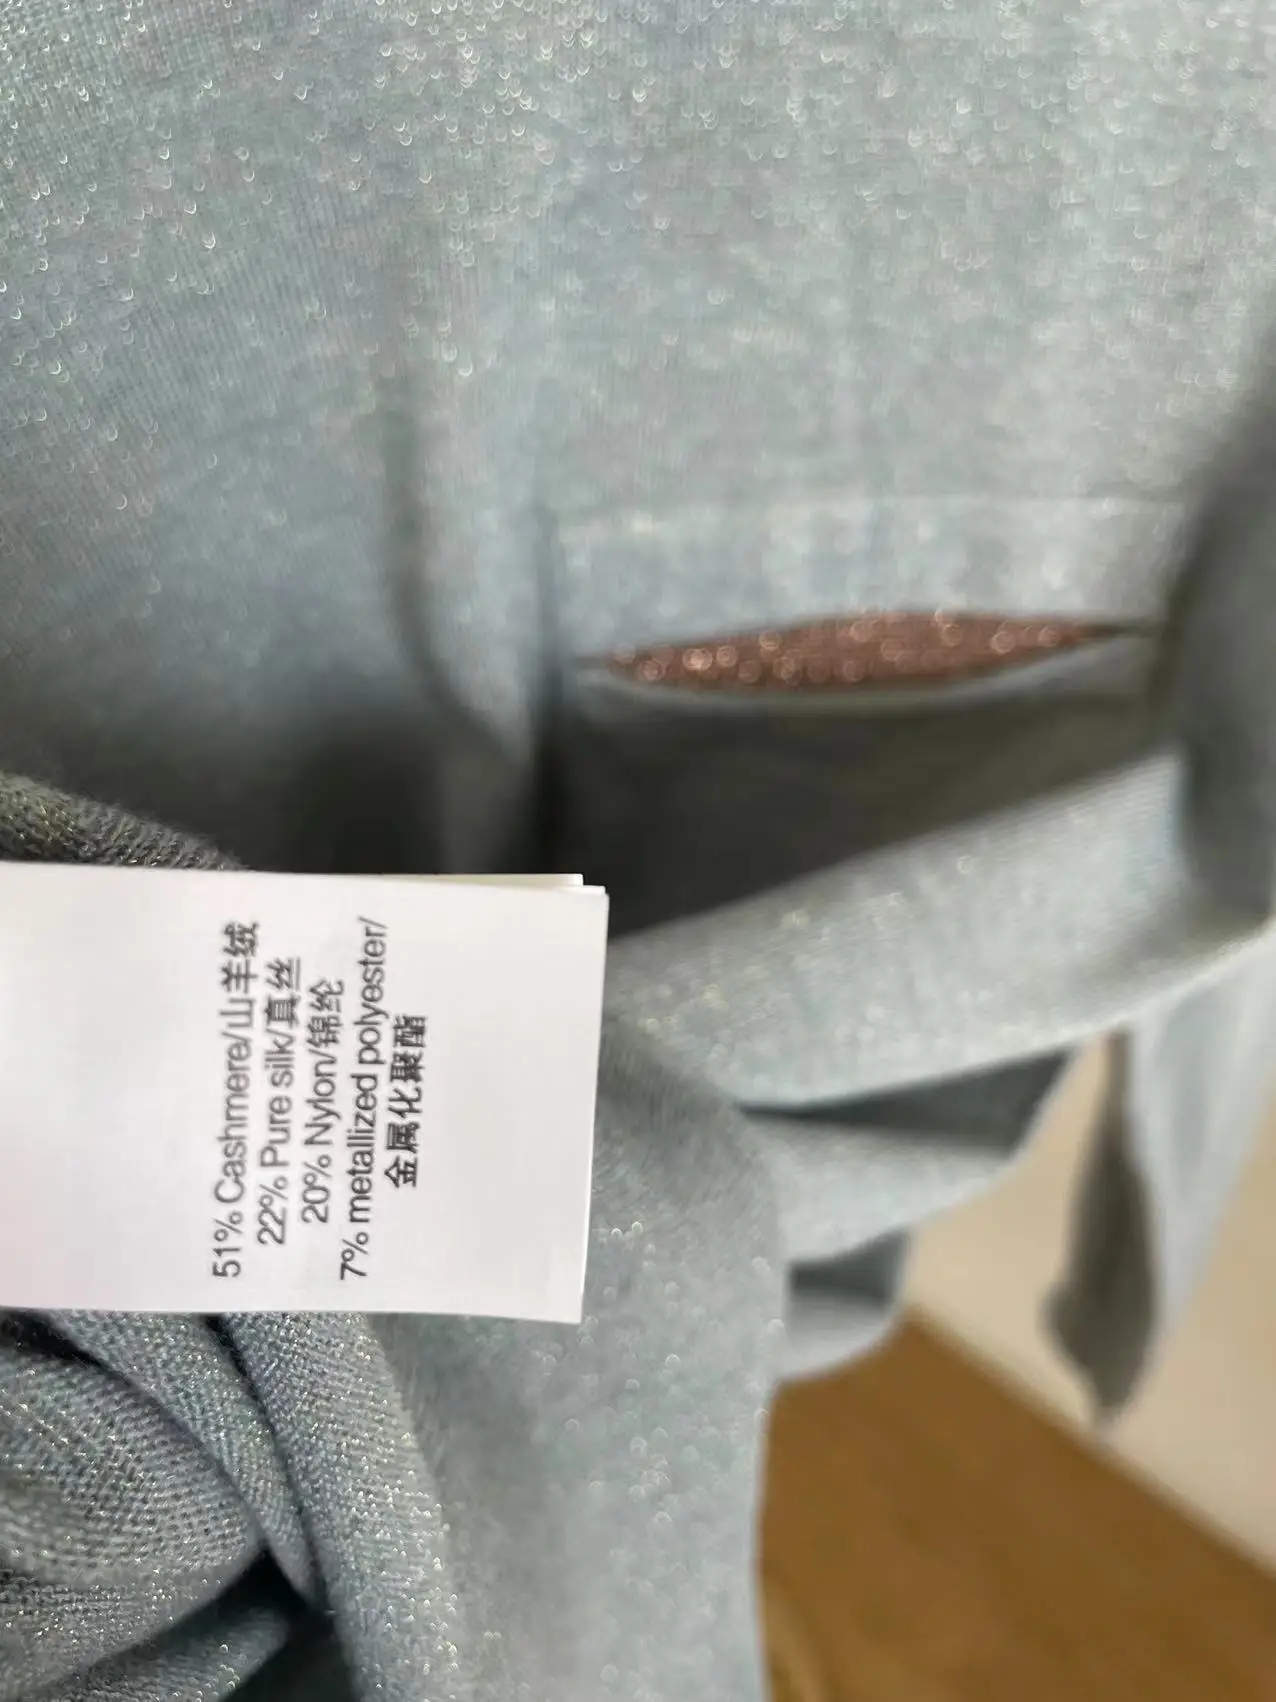 51% Cashmere/山羊绒
22% Pure silk/真丝
20% Nylon/锦纶
7% metallized polyester/
金属化聚酯